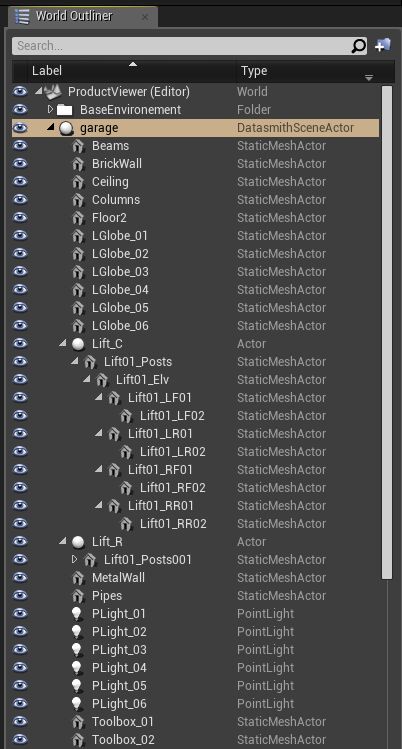 World Outliner
Search...
Label Type
ProductViewer (Editor) World
BaseEnvironement Folder
garage DatasmithSceneActor
Beams StaticMeshActor
BrickWall StaticMeshActor
Ceiling StaticMeshActor
Columns StaticMeshActor
Floor2 StaticMeshActor
LGlobe_01 StaticMeshActor
LGlobe_02 StaticMeshActor
LGlobe_03 StaticMeshActor
LGlobe_04 StaticMeshActor
LGlobe_05 StaticMeshActor
LGlobe_06 StaticMeshActor
Lift_C Actor
Lift01_Posts StaticMeshActor
Lift01_Elv StaticMeshActor
Lift01_LF01 StaticMeshActor
Lift01_LF02 StaticMeshActor
Lift01_LR01 StaticMeshActor
Lift01_LR02 StaticMeshActor
Lift01_RF01 StaticMeshActor
Lift01_RF02 StaticMeshActor
Lift01_RR01 StaticMeshActor
Lift01_RR02 StaticMeshActor
Lift_R Actor
Lift01_Posts001 StaticMeshActor
MetalWall StaticMeshActor
Pipes StaticMeshActor
PLight_01 PointLight
PLight_02 PointLight
PLight_03 PointLight
PLight_04 PointLight
PLight_05 PointLight
PLight_06 PointLight
Toolbox_01 StaticMeshActor
Toolbox_02 StaticMeshActor